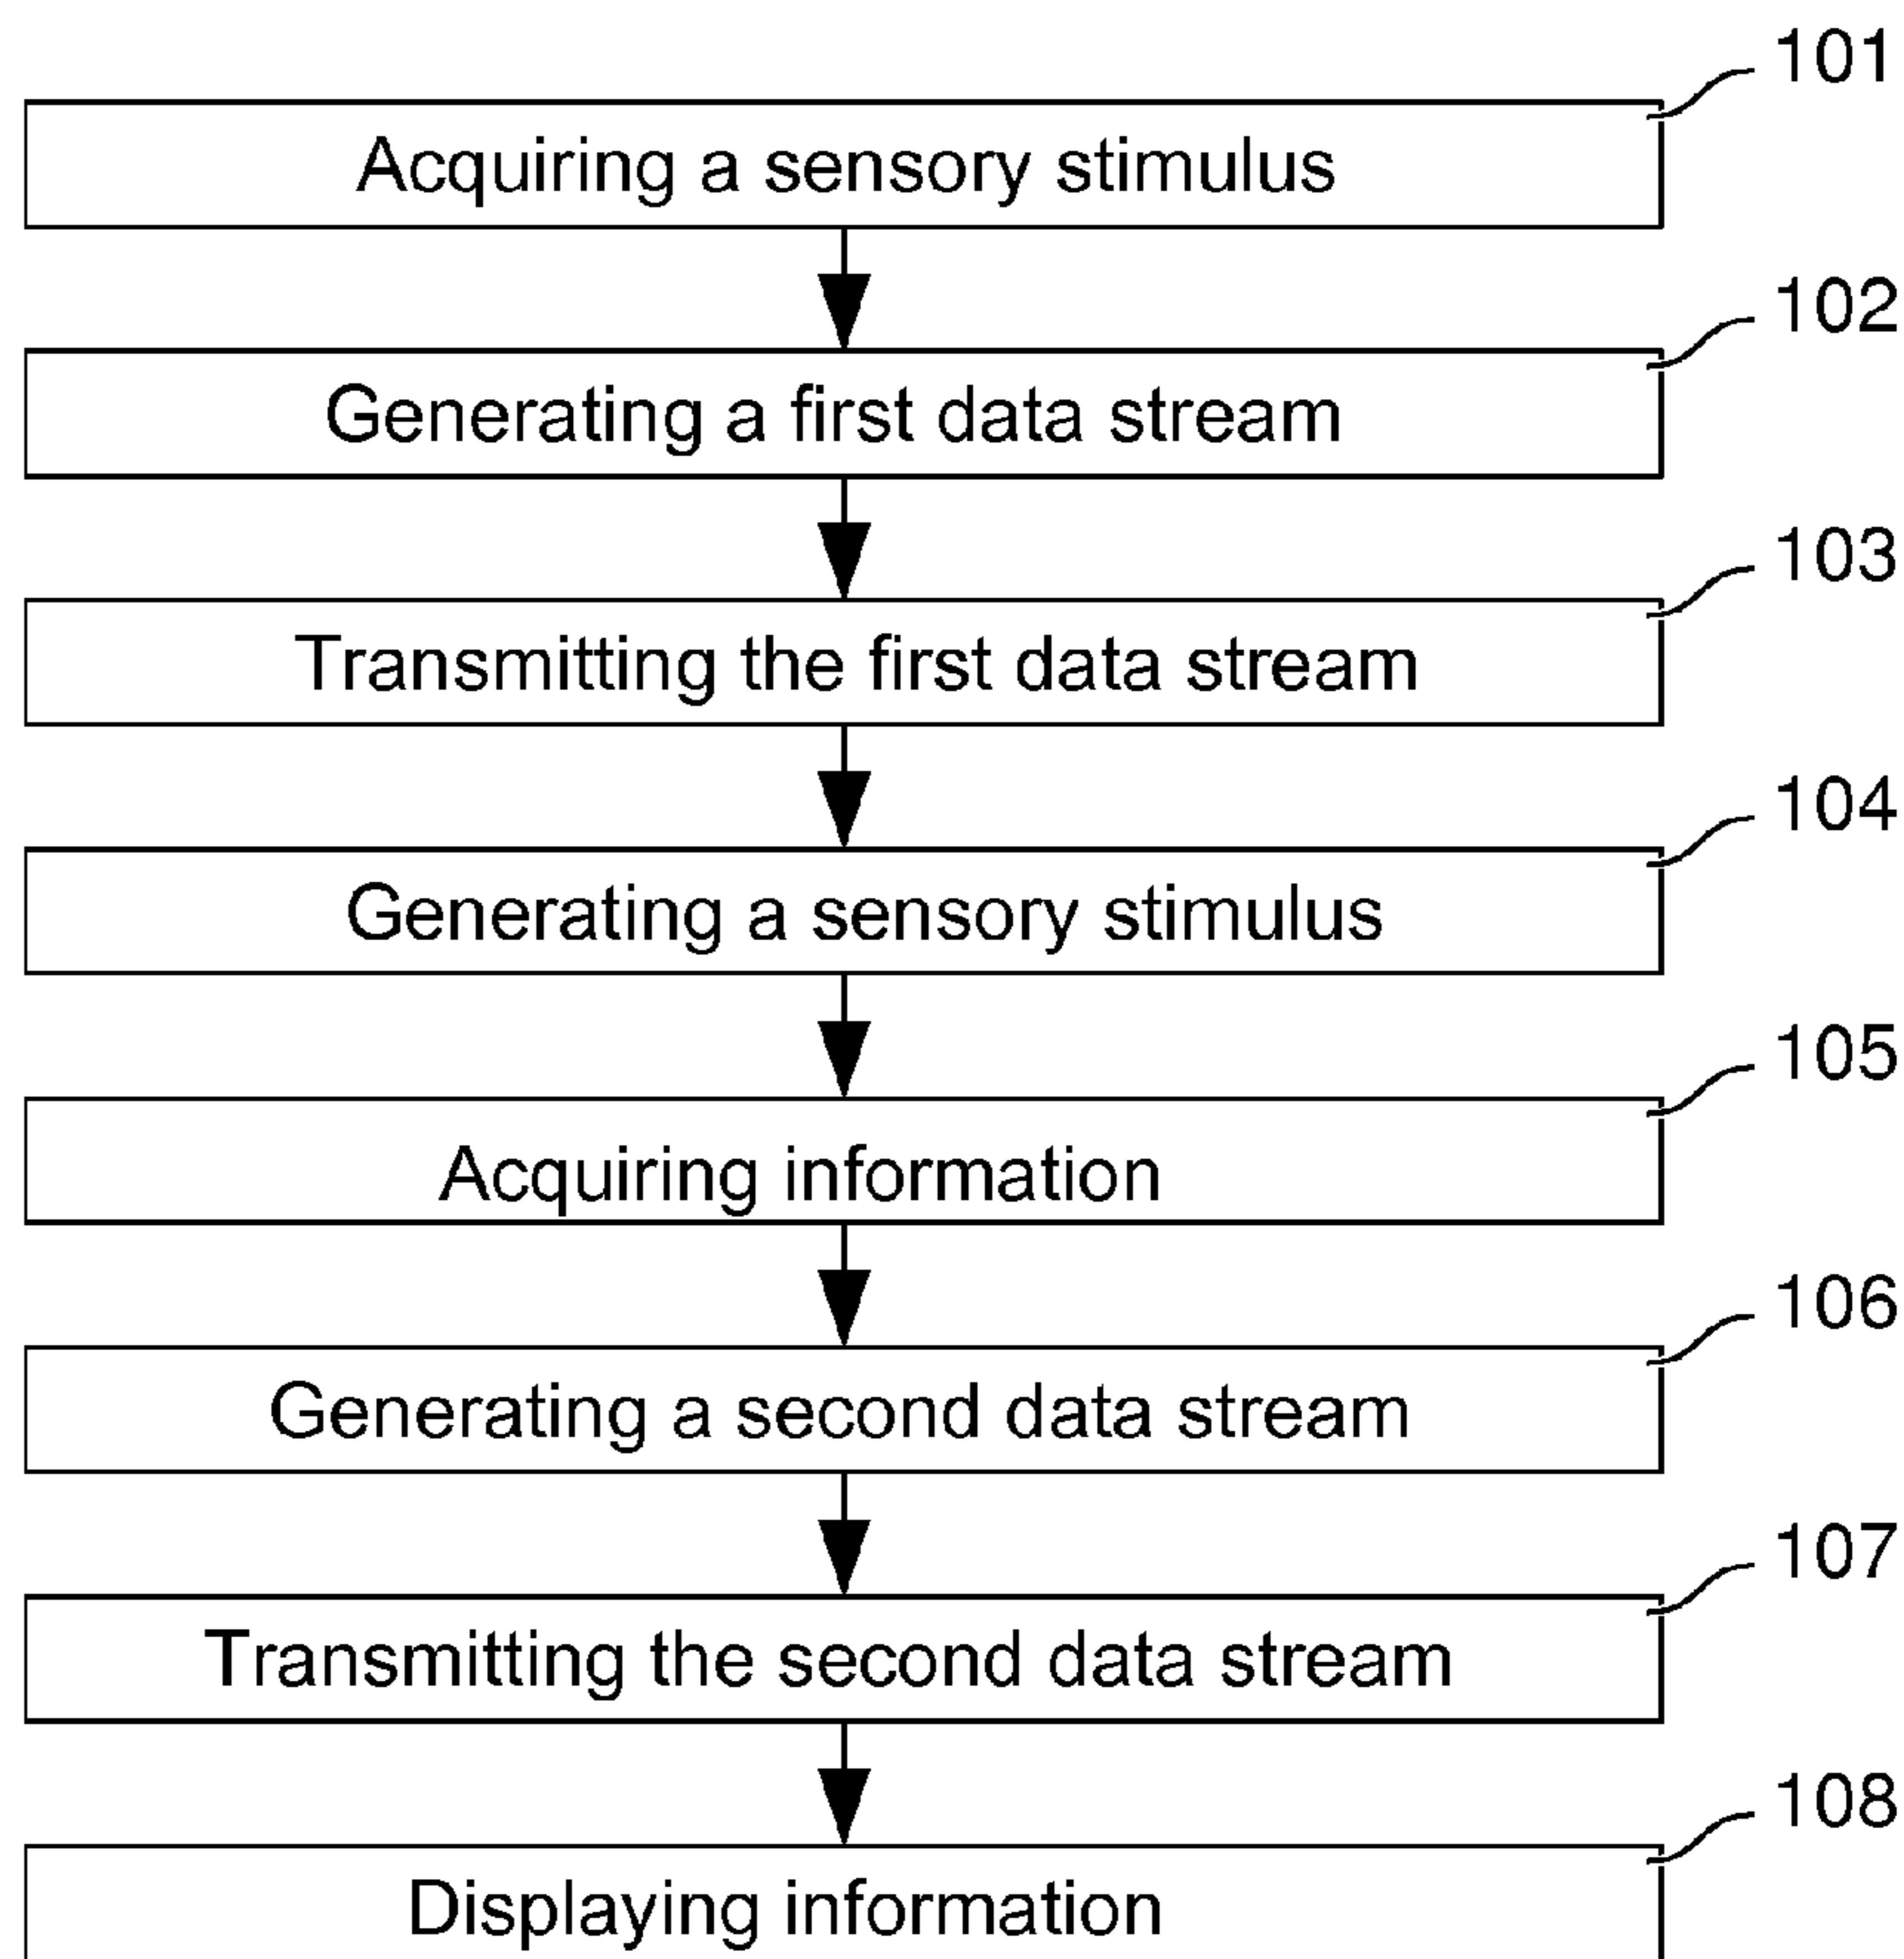 101
Acquiring a sensory stimulus
102
Generating a first data stream
103
Transmitting the first data stream
104
Generating a sensory stimulus
105
Acquiring information
106
Generating a second data stream
107
Transmitting the second data stream
108
Displaying information